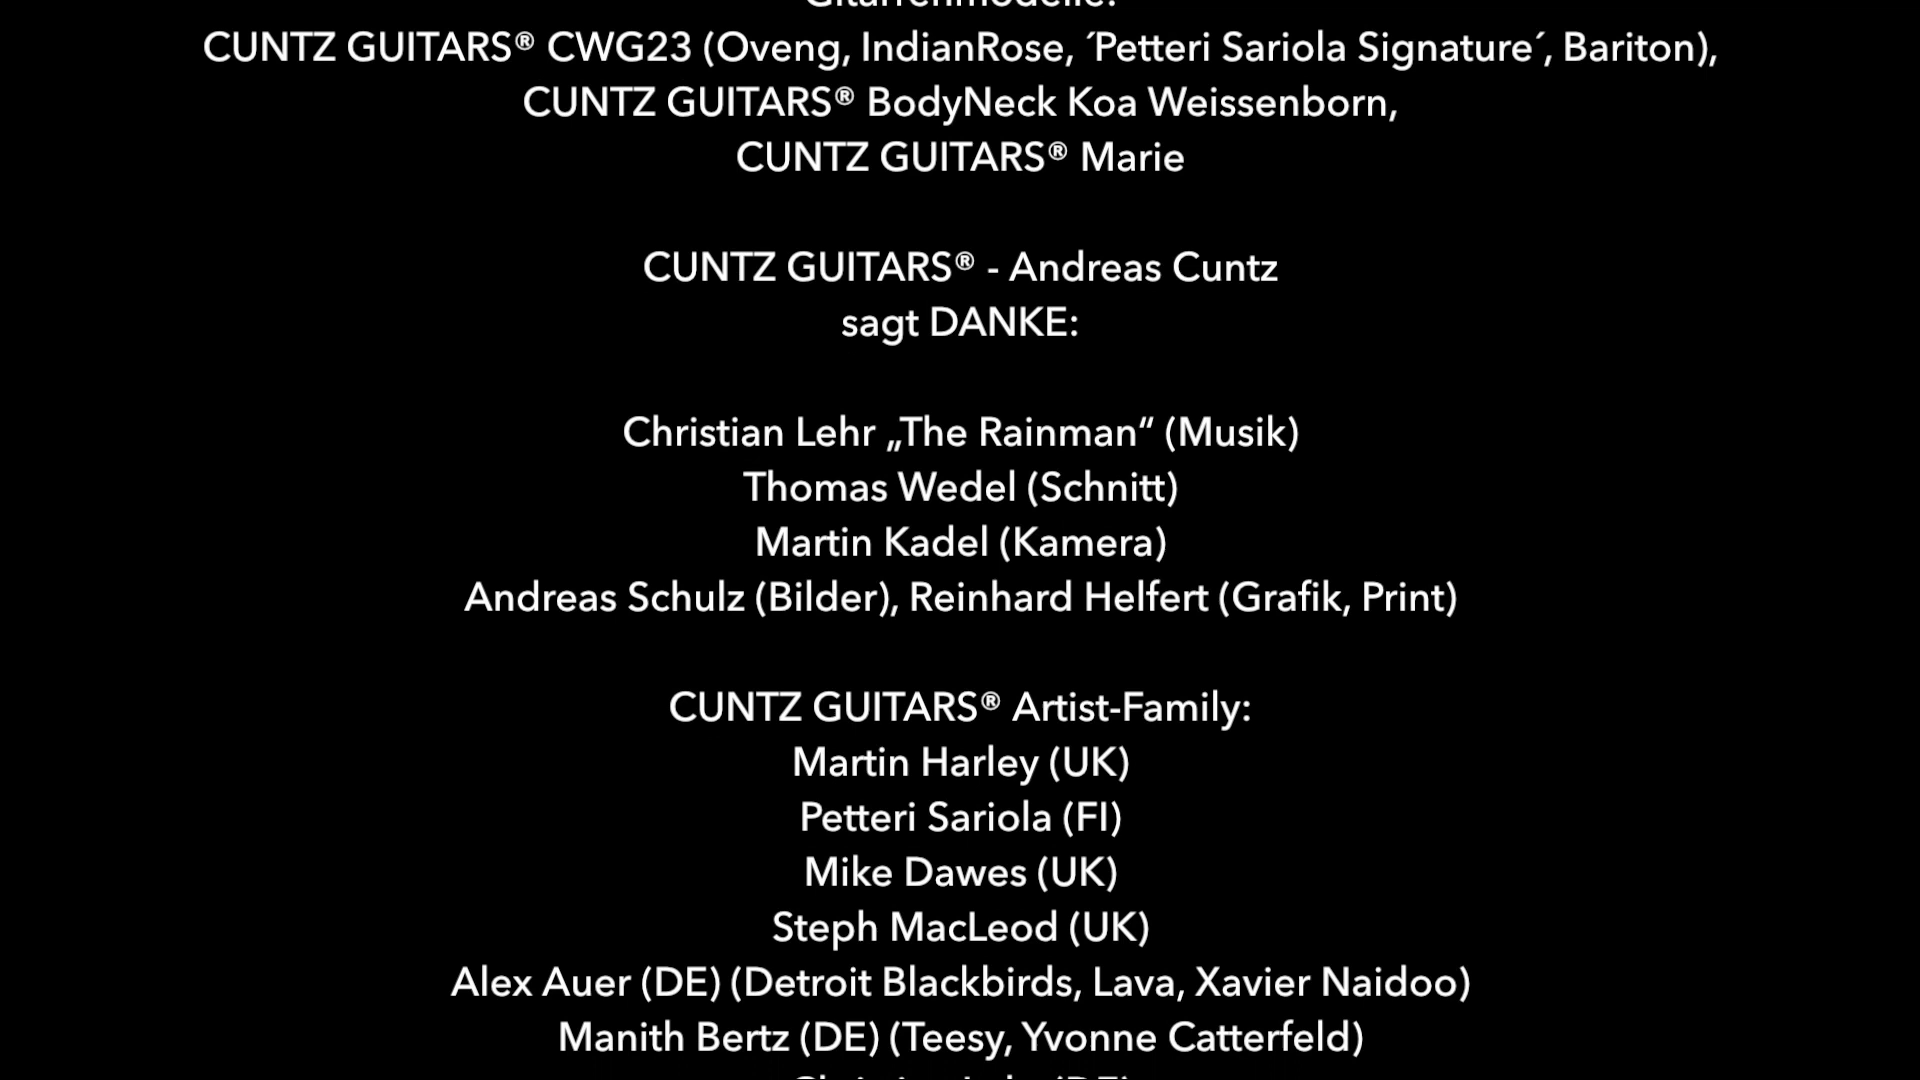 Gitarrenmodelle:
CUNTZ GUITARS® CWG23 (Oveng, IndianRose, ´Petteri Sariola Signature´, Bariton),
CUNTZ GUITARS® BodyNeck Koa Weissenborn,
CUNTZ GUITARS® Marie
CUNTZ GUITARS® - Andreas Cuntz
sagt DANKE:
Christian Lehr „The Rainman“ (Musik)
Thomas Wedel (Schnitt)
Martin Kadel (Kamera)
Andreas Schulz (Bilder), Reinhard Helfert (Grafik, Print)
CUNTZ GUITARS® Artist-Family:
Martin Harley (UK)
Petteri Sariola (FI)
Mike Dawes (UK)
Steph MacLeod (UK)
Alex Auer (DE) (Detroit Blackbirds, Lava, Xavier Naidoo)
Manith Bertz (DE) (Teesy, Yvonne Catterfeld)